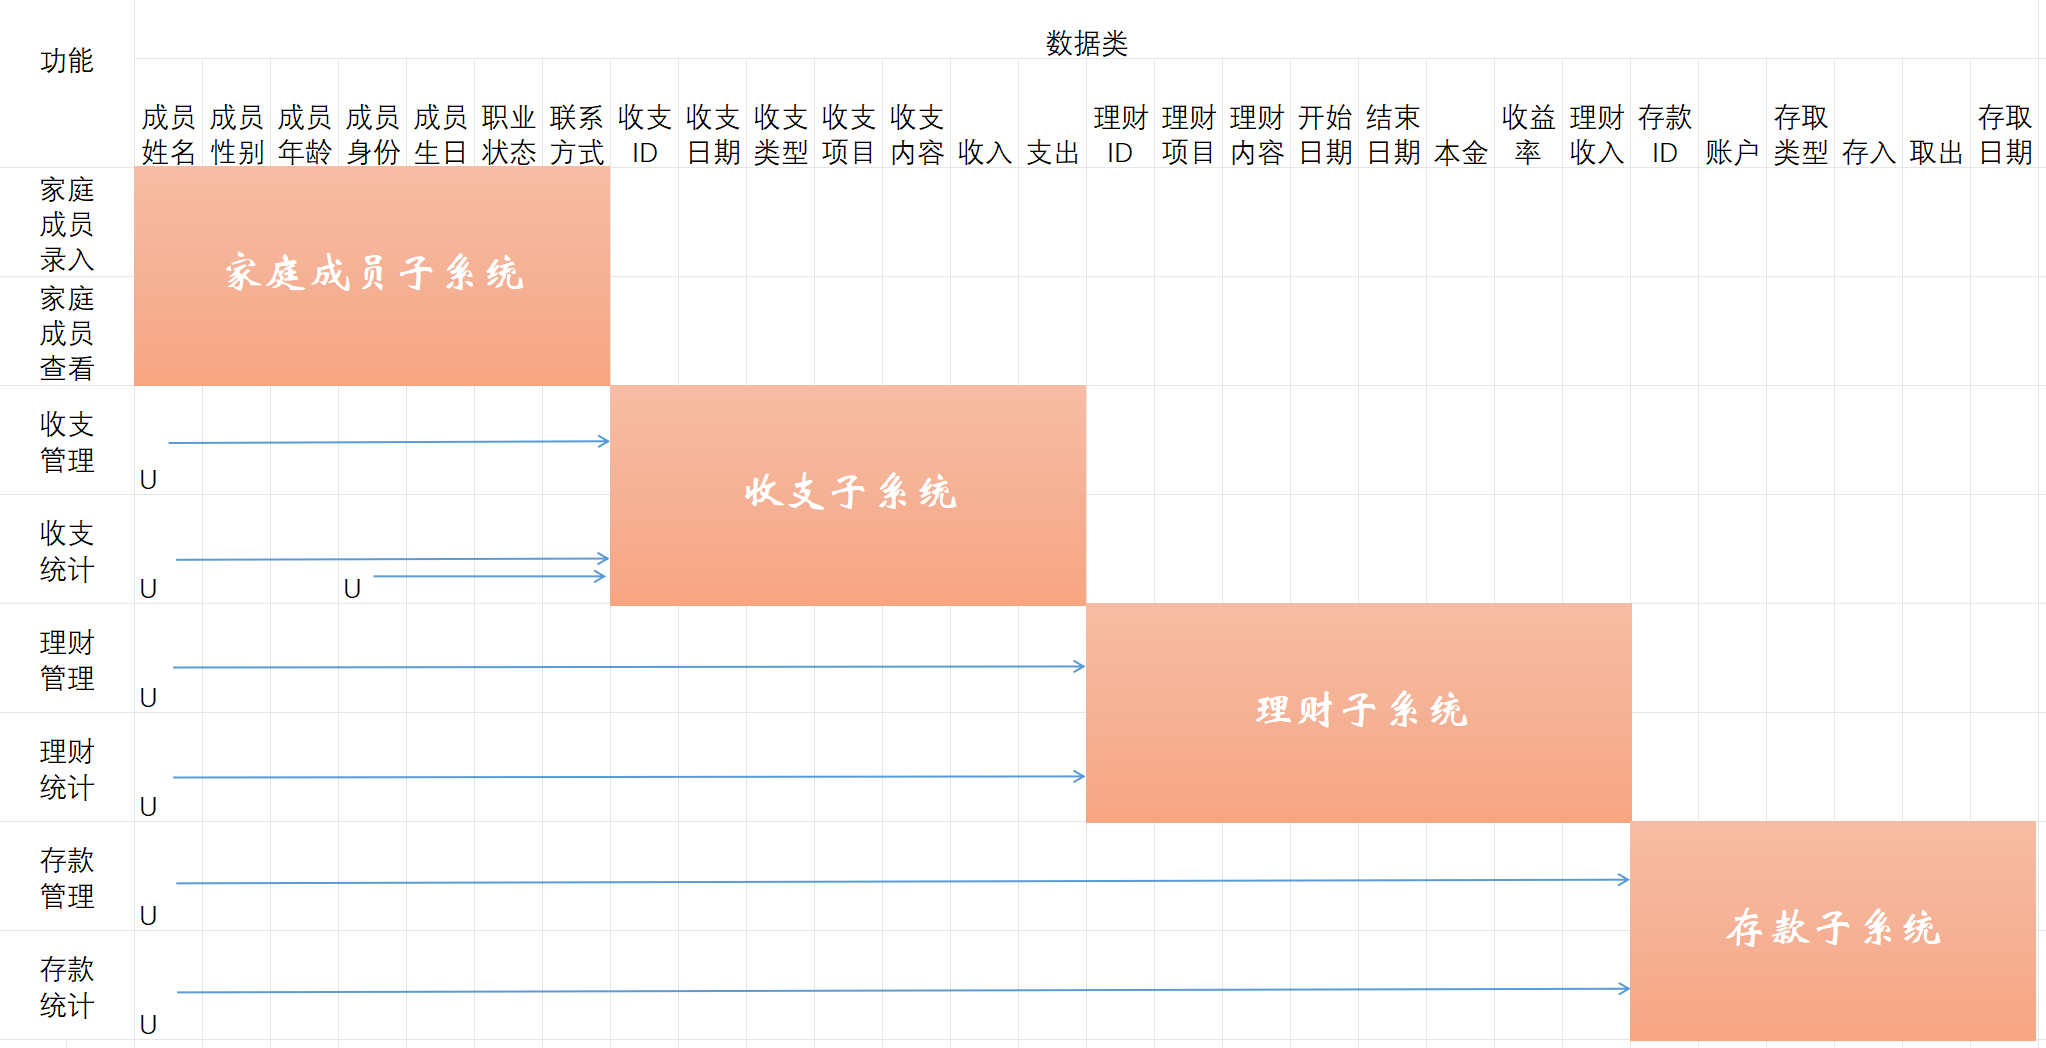 功能
数据类
成员姓名 成员性别 成员年龄 成员身份 成员生日 职业状态 联系方式 收支ID 收支日期 收支类型 收支项目 收支内容 收入 支出 理财ID 理财项目 理财内容 开始日期 结束日期 本金 收益率 理财收入 存款ID 账户 存取类型 存入 取出 存取日期
家庭成员录入
家庭成员子系统
家庭成员查看
收支管理
U
收支子系统
收支统计
U U
理财管理
U
理财子系统
理财统计
U
存款管理
U
存款子系统
存款统计
U